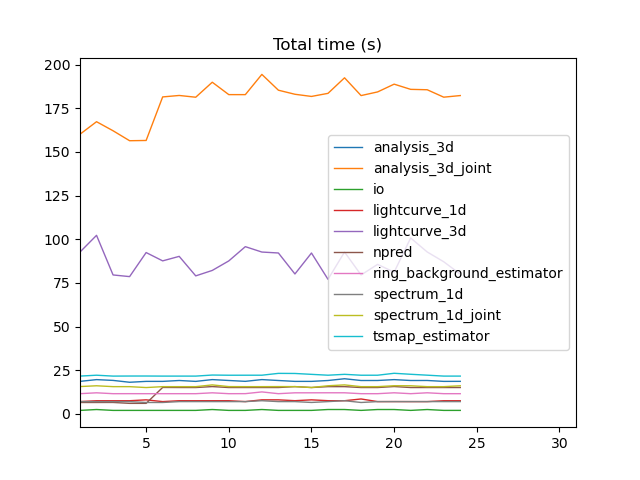 Total time (s)
200
175
150
125
100
75
50
25
0
analysis_3d
analysis_3d_joint
io
lightcurve_1d
lightcurve_3d
npred
ring_background_estimator
spectrum_1d
spectrum_1d_joint
tsmap_estimator
5 10 15 20 25 30